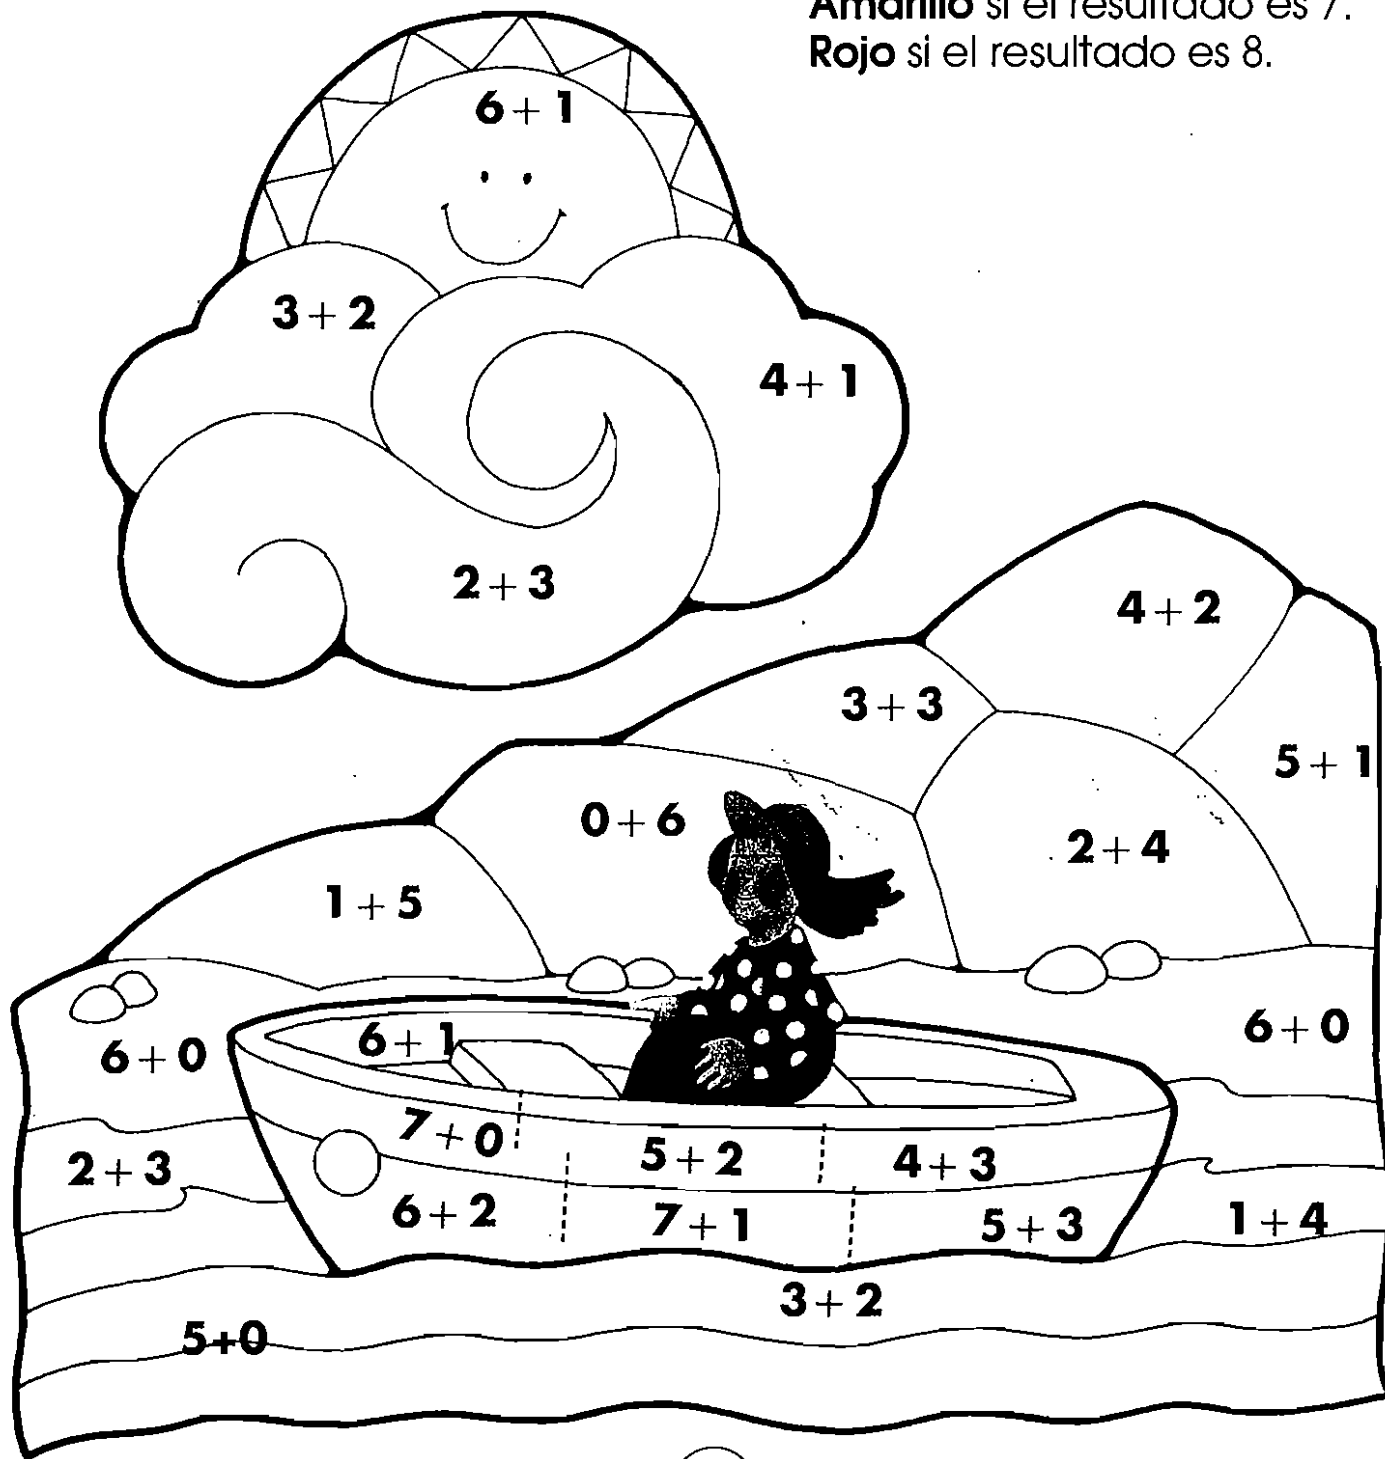 Amarillo si el resultado es 7.
Rojo si el resultado es 8.
6 + 1
3 + 2
4 + 1
2 + 3
4 + 2
3 + 3
5 + 1
0 + 6
2 + 4
1 + 5
6 + 0
6 + 1
6 + 0
7 + 0
5 + 2
4 + 3
2 + 3
6 + 2
7 + 1
5 + 3
1 + 4
3 + 2
5+0